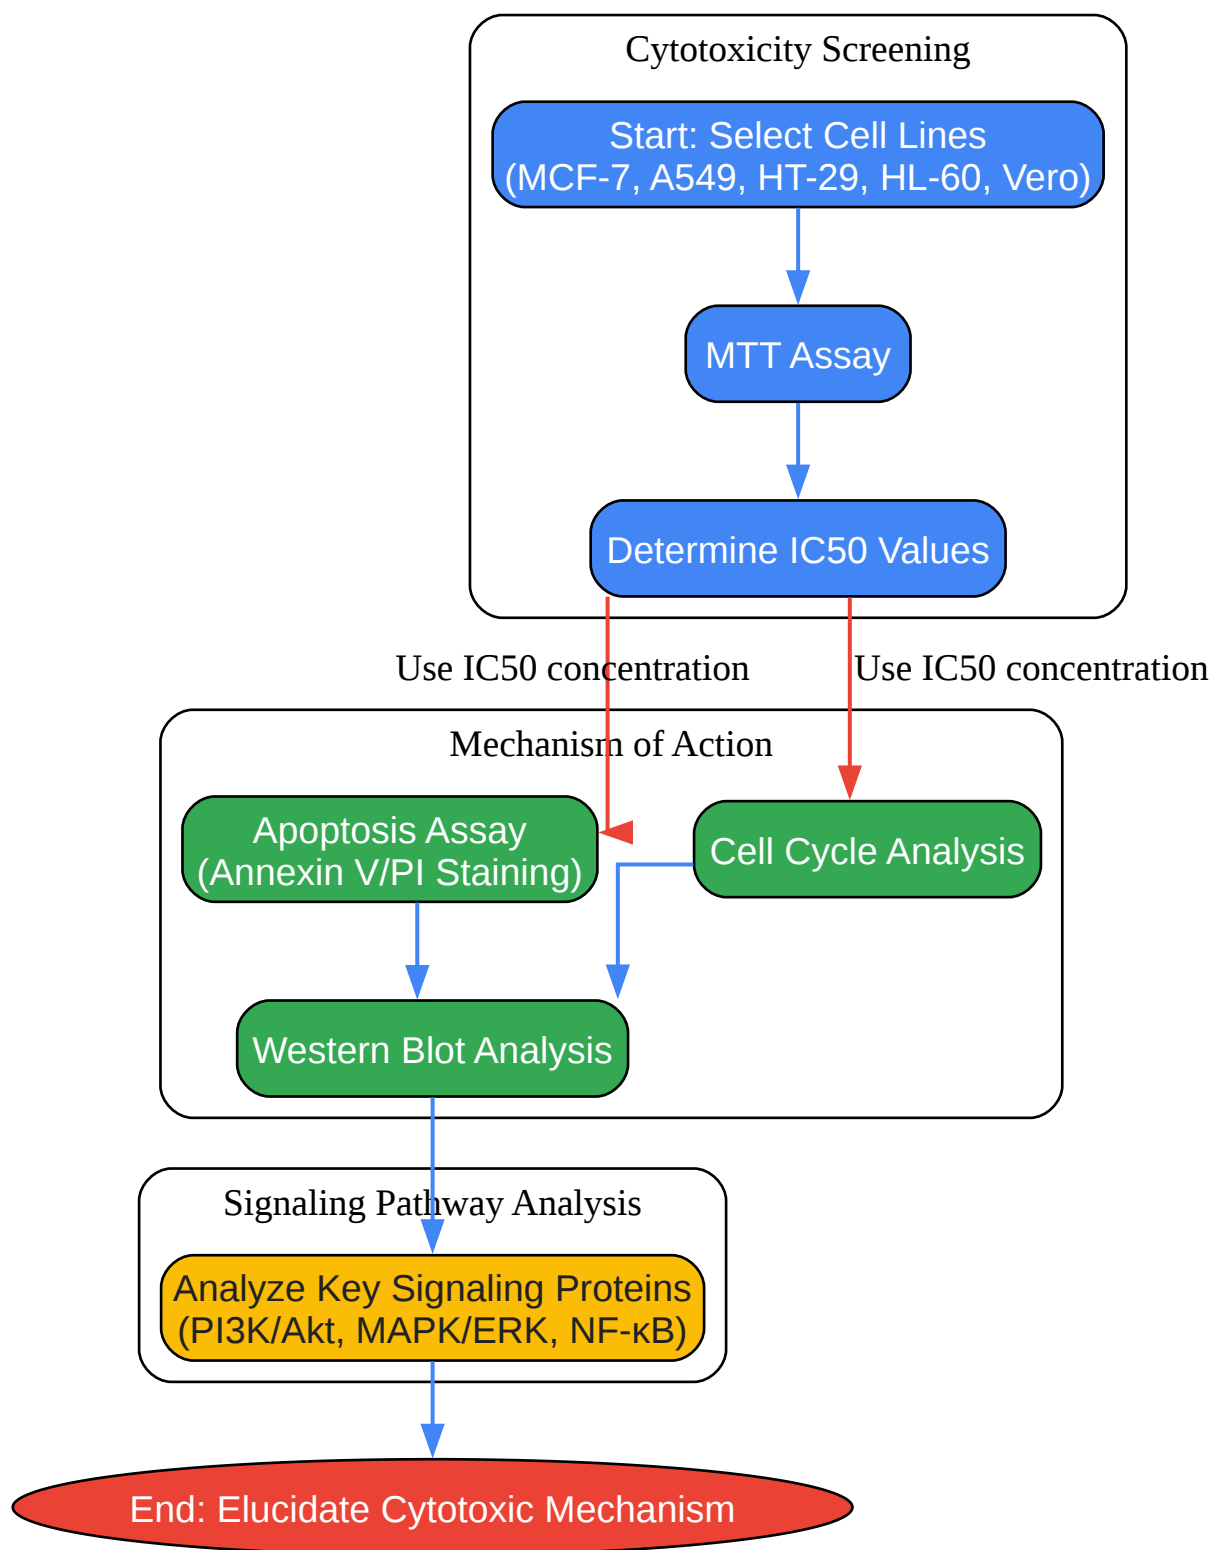 Cytotoxicity Screening
Start: Select Cell Lines
(MCF-7, A549, HT-29, HL-60, Vero)
MTT Assay
Determine IC50 Values
Use IC50 concentration
Use IC50 concentration
Mechanism of Action
Apoptosis Assay
(Annexin V/PI Staining)
Cell Cycle Analysis
Western Blot Analysis
Signaling Pathway Analysis
Analyze Key Signaling Proteins
(PI3K/Akt, MAPK/ERK, NF-κB)
End: Elucidate Cytotoxic Mechanism